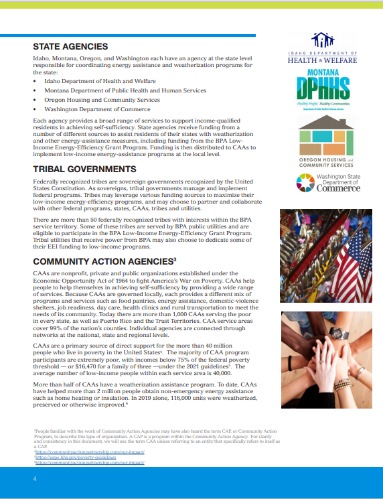 STATE AGENCIES
Idaho, Montana, Oregon, and Washington each have an agency at the state level
responsible for coordinating energy assistance and weatherization programs for
the state:
• Idaho Department of Health and Welfare
• Montana Department of Public Health and Human Services
• Oregon Housing and Community Services
• Washington Department of Commerce
Each agency provides a broad range of services to support income-qualified
residents in achieving self-sufficiency. State agencies receive funding from a
number of different sources to assist residents of their states with weatherization
and other energy-assistance measures, including funding from the BPA Low-
Income Energy-Efficiency Grant Program. Funding is then distributed to CAAs to
implement low-income energy-assistance programs at the local level.
TRIBAL GOVERNMENTS
Federally recognized tribes are sovereign governments recognized by the United
States Constitution. As sovereigns, tribal governments manage and implement
federal programs. Tribes may leverage various funding sources to maximize their
low-income energy-efficiency programs, and may choose to partner and collaborate
with other federal programs, states, CAAs, tribes and utilities.
There are more than 50 federally recognized tribes with interests within the BPA
service territory. Some of these tribes are served by BPA public utilities and are
eligible to participate in the BPA Low-Income Energy-Efficiency Grant Program.
Tribal utilities that receive power from BPA may also choose to dedicate some of
their EEI funding to low-income programs.
COMMUNITY ACTION AGENCIES³
CAAs are nonprofit, private and public organizations established under the
Economic Opportunity Act of 1964 to fight America's War on Poverty. CAAs help
people to help themselves in achieving self-sufficiency by providing a wide range
of services. Because CAAs are governed locally, each provides a different mix of
programs and services such as food pantries, energy assistance, domestic-violence
shelters, job readiness, day care, health clinics and rural transportation to meet the
needs of its community. Today there are more than 1,000 CAAs serving the poor
in every state, as well as Puerto Rico and the Trust Territories. CAA service areas
cover 99% of the nation's counties. Individual agencies are connected through
networks at the national, state and regional levels.
CAAs are a primary source of direct support for the more than 40 million
people who live in poverty in the United States⁴. The majority of CAA program
participants are extremely poor, with incomes below 75% of the federal poverty
threshold — or $16,470 for a family of three —under the 2021 guidelines⁵. The
average number of low-income people within each service area is 40,000.
More than half of CAAs have a weatherization assistance program. To date, CAAs
have helped more than 2 million people obtain non-emergency energy assistance
such as home heating or insulation. In 2019 alone, 116,000 units were weatherized,
preserved or otherwise improved.⁶
³People familiar with the work of Community Action Agencies may also have heard the term CAP, or Community Action
Program, to describe this type of organization. A CAP is a program within the Community Action Agency. For clarity
and consistency in this document, we will use the term CAA unless referring to an entity that specifically refers to itself as
a CAP.
4
IDAHO DEPARTMENT OF
HEALTH & WELFARE
MONTANA
DPHHS
Healthy People. Healthy Communities.
OREGON HOUSING and
COMMUNITY SERVICES
Washington State
Department of
Commerce